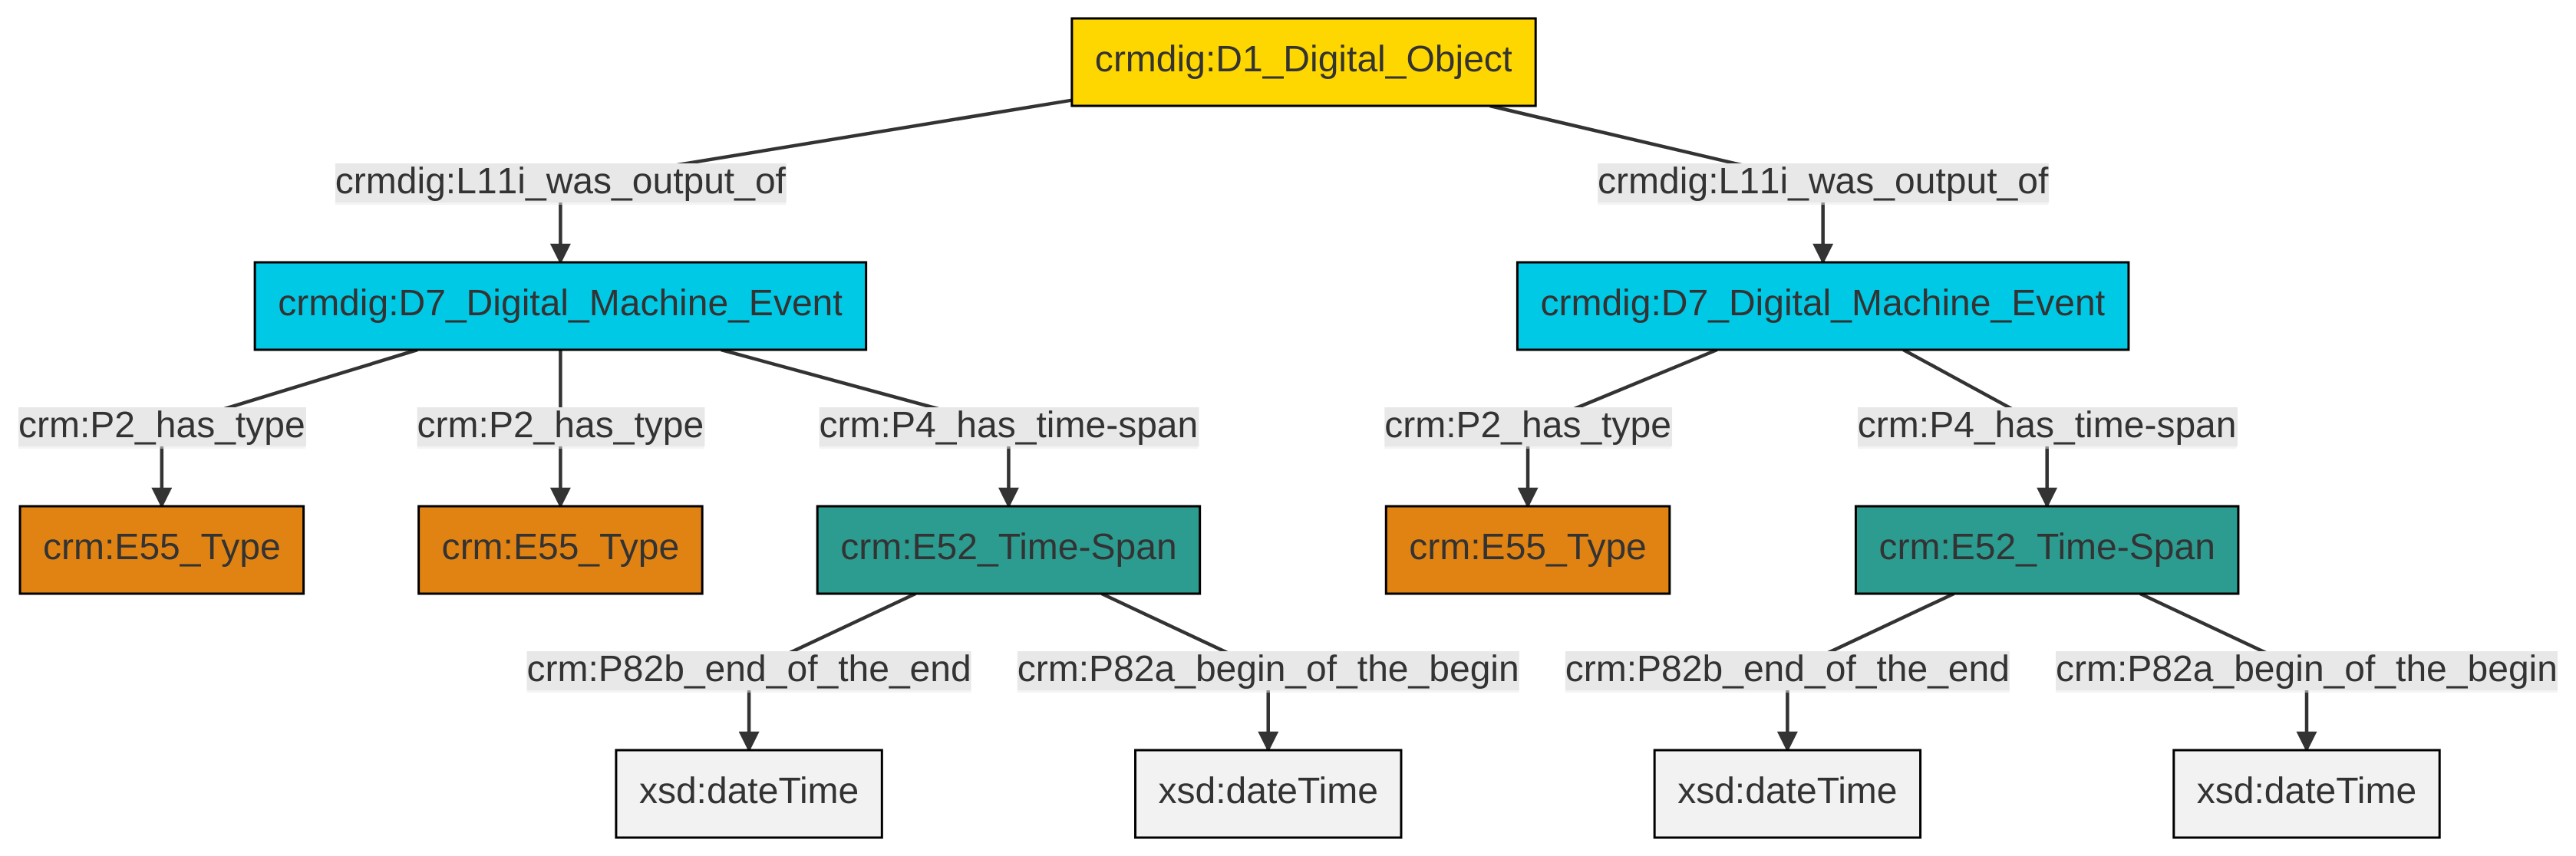 crmdig:D1_Digital_Object
crmdig:L11i_was_output_of
crmdig:L11i_was_output_of
crmdig:D7_Digital_Machine_Event
crmdig:D7_Digital_Machine_Event
crm:P2_has_type
crm:P2_has_type
crm:P4_has_time-span
crm:P2_has_type
crm:P4_has_time-span
crm:E55_Type
crm:E55_Type
crm:E52_Time-Span
crm:E55_Type
crm:E52_Time-Span
crm:P82b_end_of_the_end
crm:P82a_begin_of_the_begin
crm:P82b_end_of_the_end
crm:P82a_begin_of_the_begin
xsd:dateTime
xsd:dateTime
xsd:dateTime
xsd:dateTime